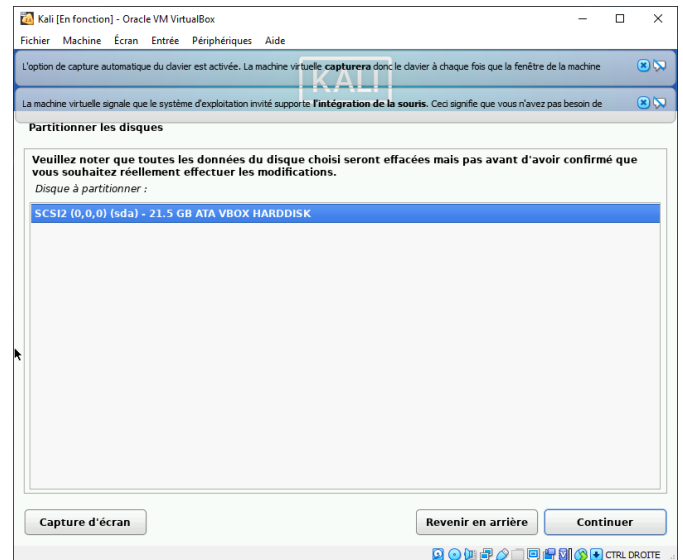 Kali [En fonction] - Oracle VM VirtualBox
Fichier Machine Écran Entrée Périphériques Aide
L'option de capture automatique du clavier est activée. La machine virtuelle capturera donc le clavier à chaque fois que la fenêtre de la machine
KALI
La machine virtuelle signale que le système d'exploitation invité supporte l'intégration de la souris. Ceci signifie que vous n'avez pas besoin de
Partitionner les disques
Veuillez noter que toutes les données du disque choisi seront effacées mais pas avant d'avoir confirmé que
vous souhaitez réellement effectuer les modifications.
Disque à partitionner :
SCSI2 (0,0,0) (sda) - 21.5 GB ATA VBOX HARDDISK
Capture d'écran Revenir en arrière Continuer
CTRL DROITE